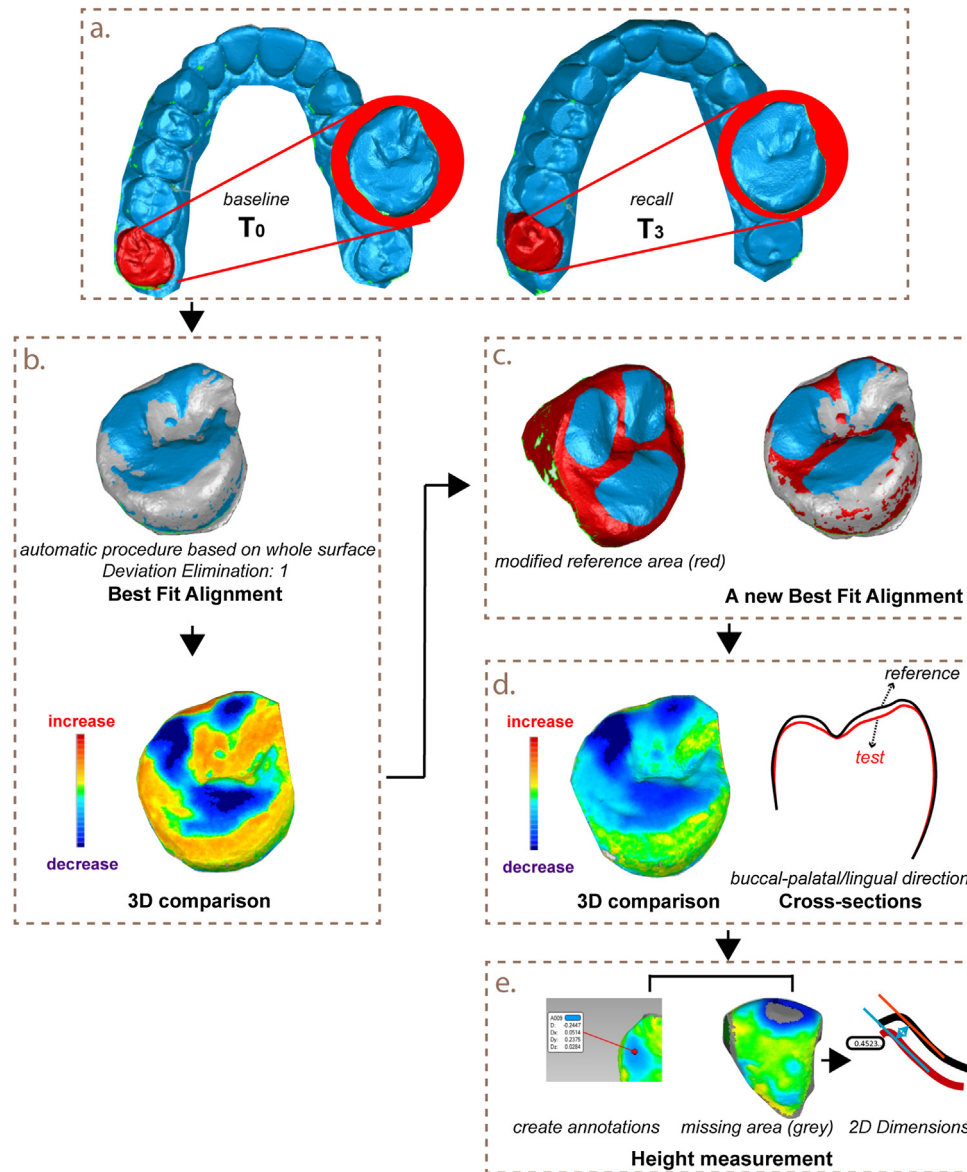 a.
baseline
T0
recall
T3
b.
automatic procedure based on whole surface
Deviation Elimination: 1
Best Fit Alignment
increase
decrease
3D comparison
c.
modified reference area (red)
A new Best Fit Alignment
d.
increase
decrease
reference
test
buccal-palatal/lingual direction
3D comparison
Cross-sections
e.
A009
D: -0.2447
Dx: 0.0514
Dy: 0.2375
Dz: 0.0284
0.4523
create annotations
missing area (grey)
2D Dimensions
Height measurement